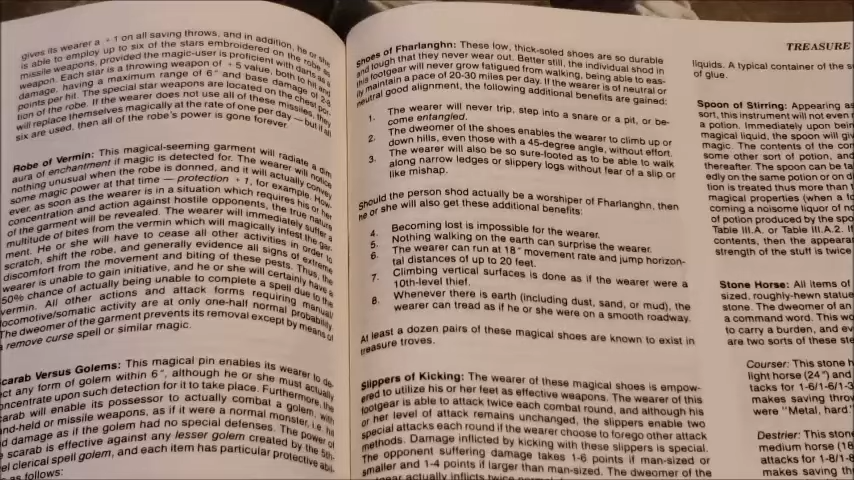 gives its wearer a +1 on all saving throws, and in addition, he or she
is able to employ up to six of the stars embroidered on the robe as
missile weapons, provided the magic-user is proficient with darts as a
weapon. Each star is a throwing weapon of +5 value, both to hit and
damage, having a maximum range of 6" and base damage of 2-8
points per hit. The special star weapons are located on the chest por-
tion of the robe. If the wearer does not use all of these missiles, they
will replace themselves magically at the rate of one per day — but if all
six are used, then all of the robe's power is gone forever.
Robe of Vermin: This magical-seeming garment will radiate a dim
aura of enchantment if magic is detected for. The wearer will notice
nothing unusual when the robe is donned, and it will actually convey
some magic power at that time — protection +1, for example. How-
ever, as soon as the wearer is in a situation which requires his or her
concentration and action against hostile opponents, the true nature
of the garment will be revealed. The wearer will immediately suffer a
multitude of bites from the vermin which magically infest the gar-
ment. He or she will have to cease all other activities in order to
scratch, shift the robe, and generally evidence all signs of extreme
discomfort from the movement and biting of these pests. Thus, the
wearer is unable to gain initiative, and he or she will certainly have a
50% chance of actually being unable to complete a spell due to the
vermin. All other actions and attack forms requiring manual
locomotive/somatic activity are at only one-half normal probability.
The dweomer of the garment prevents its removal except by means of
a remove curse spell or similar magic.
carab Versus Golems: This magical pin enables its wearer to de-
ect any form of golem within 6", although he or she must actually
oncentrate upon such detection for it to take place. Furthermore, the
carab will enable its possessor to actually combat a golem, with
and-held or missile weapons, as if it were a normal monster, i.e. he
d damage as if the golem had no special defenses. The power of
e scarab is effective against any lesser golem created by the 5th-
el clerical spell golem, and each item has particular protective abil-
as follows:
Shoes of Fharlanghn: These low, thick-soled shoes are so durable
and tough that they never wear out. Better still, the individual shod in
this footgear will never grow fatigued from walking, being able to eas-
ily maintain a pace of 20-30 miles per day. If the wearer is of neutral or
neutral good alignment, the following additional benefits are gained:
1. The wearer will never trip, step into a snare or a pit, or be-
come entangled.
2. The dweomer of the shoes enables the wearer to climb up or
down hills, even those with a 45-degree angle, without effort.
3. The wearer will also be so sure-footed as to be able to walk
along narrow ledges or slippery logs without fear of a slip or
like mishap.
Should the person shod actually be a worshiper of Fharlanghn, then
he or she will also get these additional benefits:
4. Becoming lost is impossible for the wearer.
5. Nothing walking on the earth can surprise the wearer.
6. The wearer can run at 18" movement rate and jump horizon-
tal distances of up to 20 feet.
7. Climbing vertical surfaces is done as if the wearer were a
10th-level thief.
8. Whenever there is earth (including dust, sand, or mud), the
wearer can tread as if he or she were on a smooth roadway.
At least a dozen pairs of these magical shoes are known to exist in
treasure troves.
Slippers of Kicking: The wearer of these magical shoes is empow-
ered to utilize his or her feet as effective weapons. The wearer of this
footgear is able to attack twice each combat round, and although his
or her level of attack remains unchanged, the slippers enable two
special attacks each round if the wearer choose to forego other attack
methods. Damage inflicted by kicking with these slippers is special.
The opponent suffering damage takes 1-6 points if man-sized or
smaller and 1-4 points if larger than man-sized. The dweomer of the
actually inflicts twice
TREASURE
liquids. A typical container of the s
of glue.
Spoon of Stirring: Appearing as
sort, this instrument will not even r
a potion. Immediately upon bein
magical liquid, the spoon will giv
magic. The contents of the con
some other sort of potion, and
thereafter. The spoon can be ta
edly on the same potion or on d
tion is treated thus more than t
magical properties (when a fo
coming a noisome liquor of no
of potion produced by the spo
Table III.A. or Table III.A.2. If
contents, then the appearan
strength of the stuff is twice
Stone Horse: All items of
sized, roughly-hewn statue
stone. The dweomer of an
a command word. This wo
to carry a burden, and ev
are two sorts of these ste
Courser: This stone h
light horse (24") and
tacks for 1-6/1-6/1-3
makes saving throw
were "Metal, hard."
Destrier: This stone
medium horse (18
attacks for 1-8/1-8
makes saving th